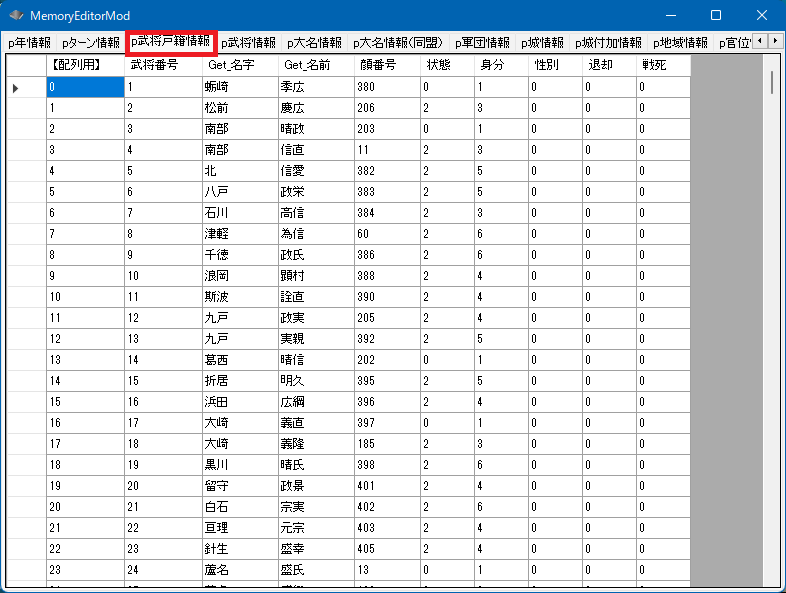 MemoryEditorMod
p年情報 pターン情報 p武将戸籍情報 p武将情報 p大名情報 p大名情報(同盟) p軍団情報 p城情報 p城付加情報 p地域情報 p官位
【配列用】 武将番号 Get_名字 Get_名前 顔番号 状態 身分 性別 退却 戦死
0 1 蛎崎 季広 380 0 1 0 0 0
1 2 松前 慶広 206 2 3 0 0 0
2 3 南部 晴政 203 0 1 0 0 0
3 4 南部 信直 11 2 3 0 0 0
4 5 北 信愛 382 2 5 0 0 0
5 6 八戸 政栄 383 2 5 0 0 0
6 7 石川 高信 384 2 3 0 0 0
7 8 津軽 為信 60 2 6 0 0 0
8 9 千徳 政氏 386 2 6 0 0 0
9 10 浪岡 顕村 388 2 4 0 0 0
10 11 斯波 詮直 390 2 4 0 0 0
11 12 九戸 政実 205 2 4 0 0 0
12 13 九戸 実親 392 2 5 0 0 0
13 14 葛西 晴信 202 0 1 0 0 0
14 15 折居 明久 395 2 5 0 0 0
15 16 浜田 広綱 396 2 4 0 0 0
16 17 大崎 義直 397 0 1 0 0 0
17 18 大崎 義隆 185 2 3 0 0 0
18 19 黒川 晴氏 398 2 6 0 0 0
19 20 留守 政景 401 2 4 0 0 0
20 21 白石 宗実 402 2 6 0 0 0
21 22 亘理 元宗 403 2 4 0 0 0
22 23 針生 盛幸 405 2 4 0 0 0
23 24 蘆名 盛氏 13 0 1 0 0 0